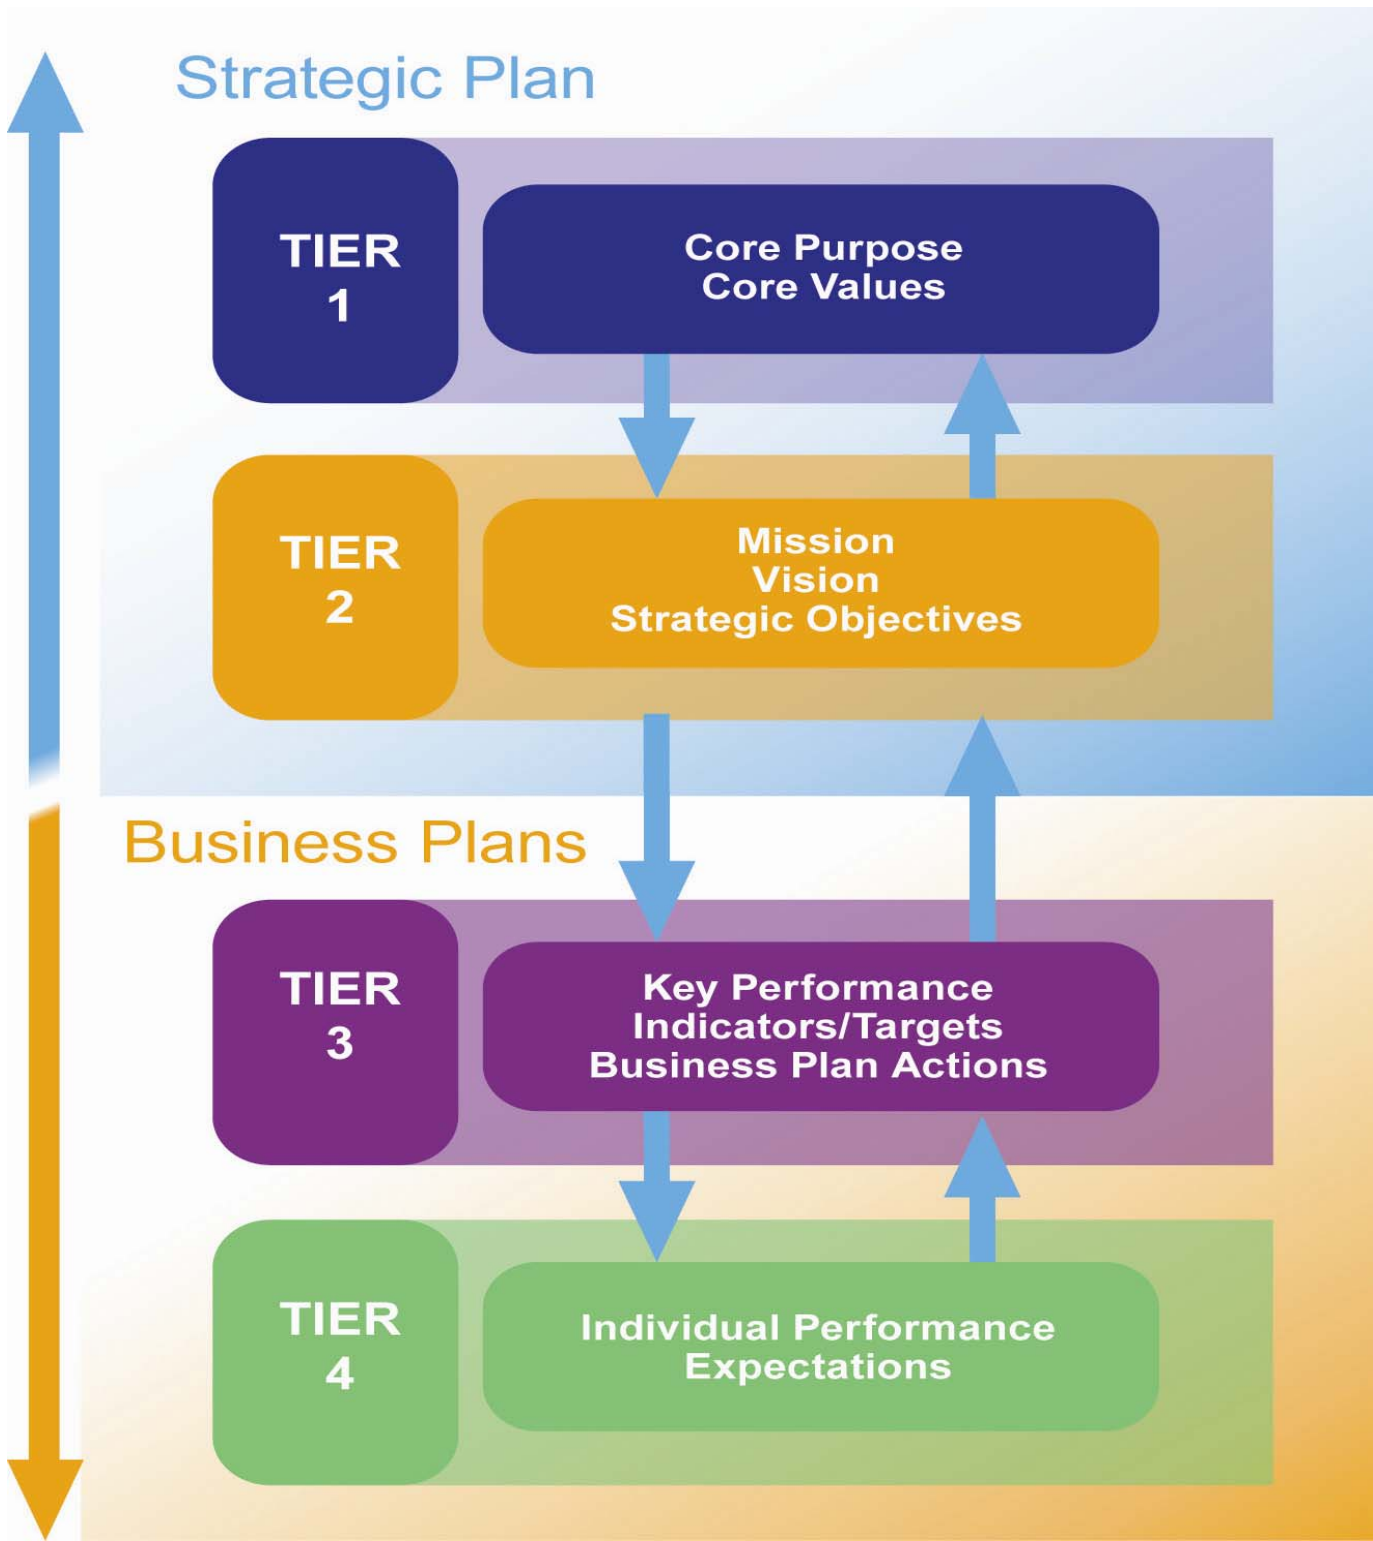 Strategic Plan
TIER
1
Core Purpose
Core Values
TIER
2
Mission
Vision
Strategic Objectives
Business Plans
TIER
3
Key Performance
Indicators/Targets
Business Plan Actions
TIER
4
Individual Performance
Expectations